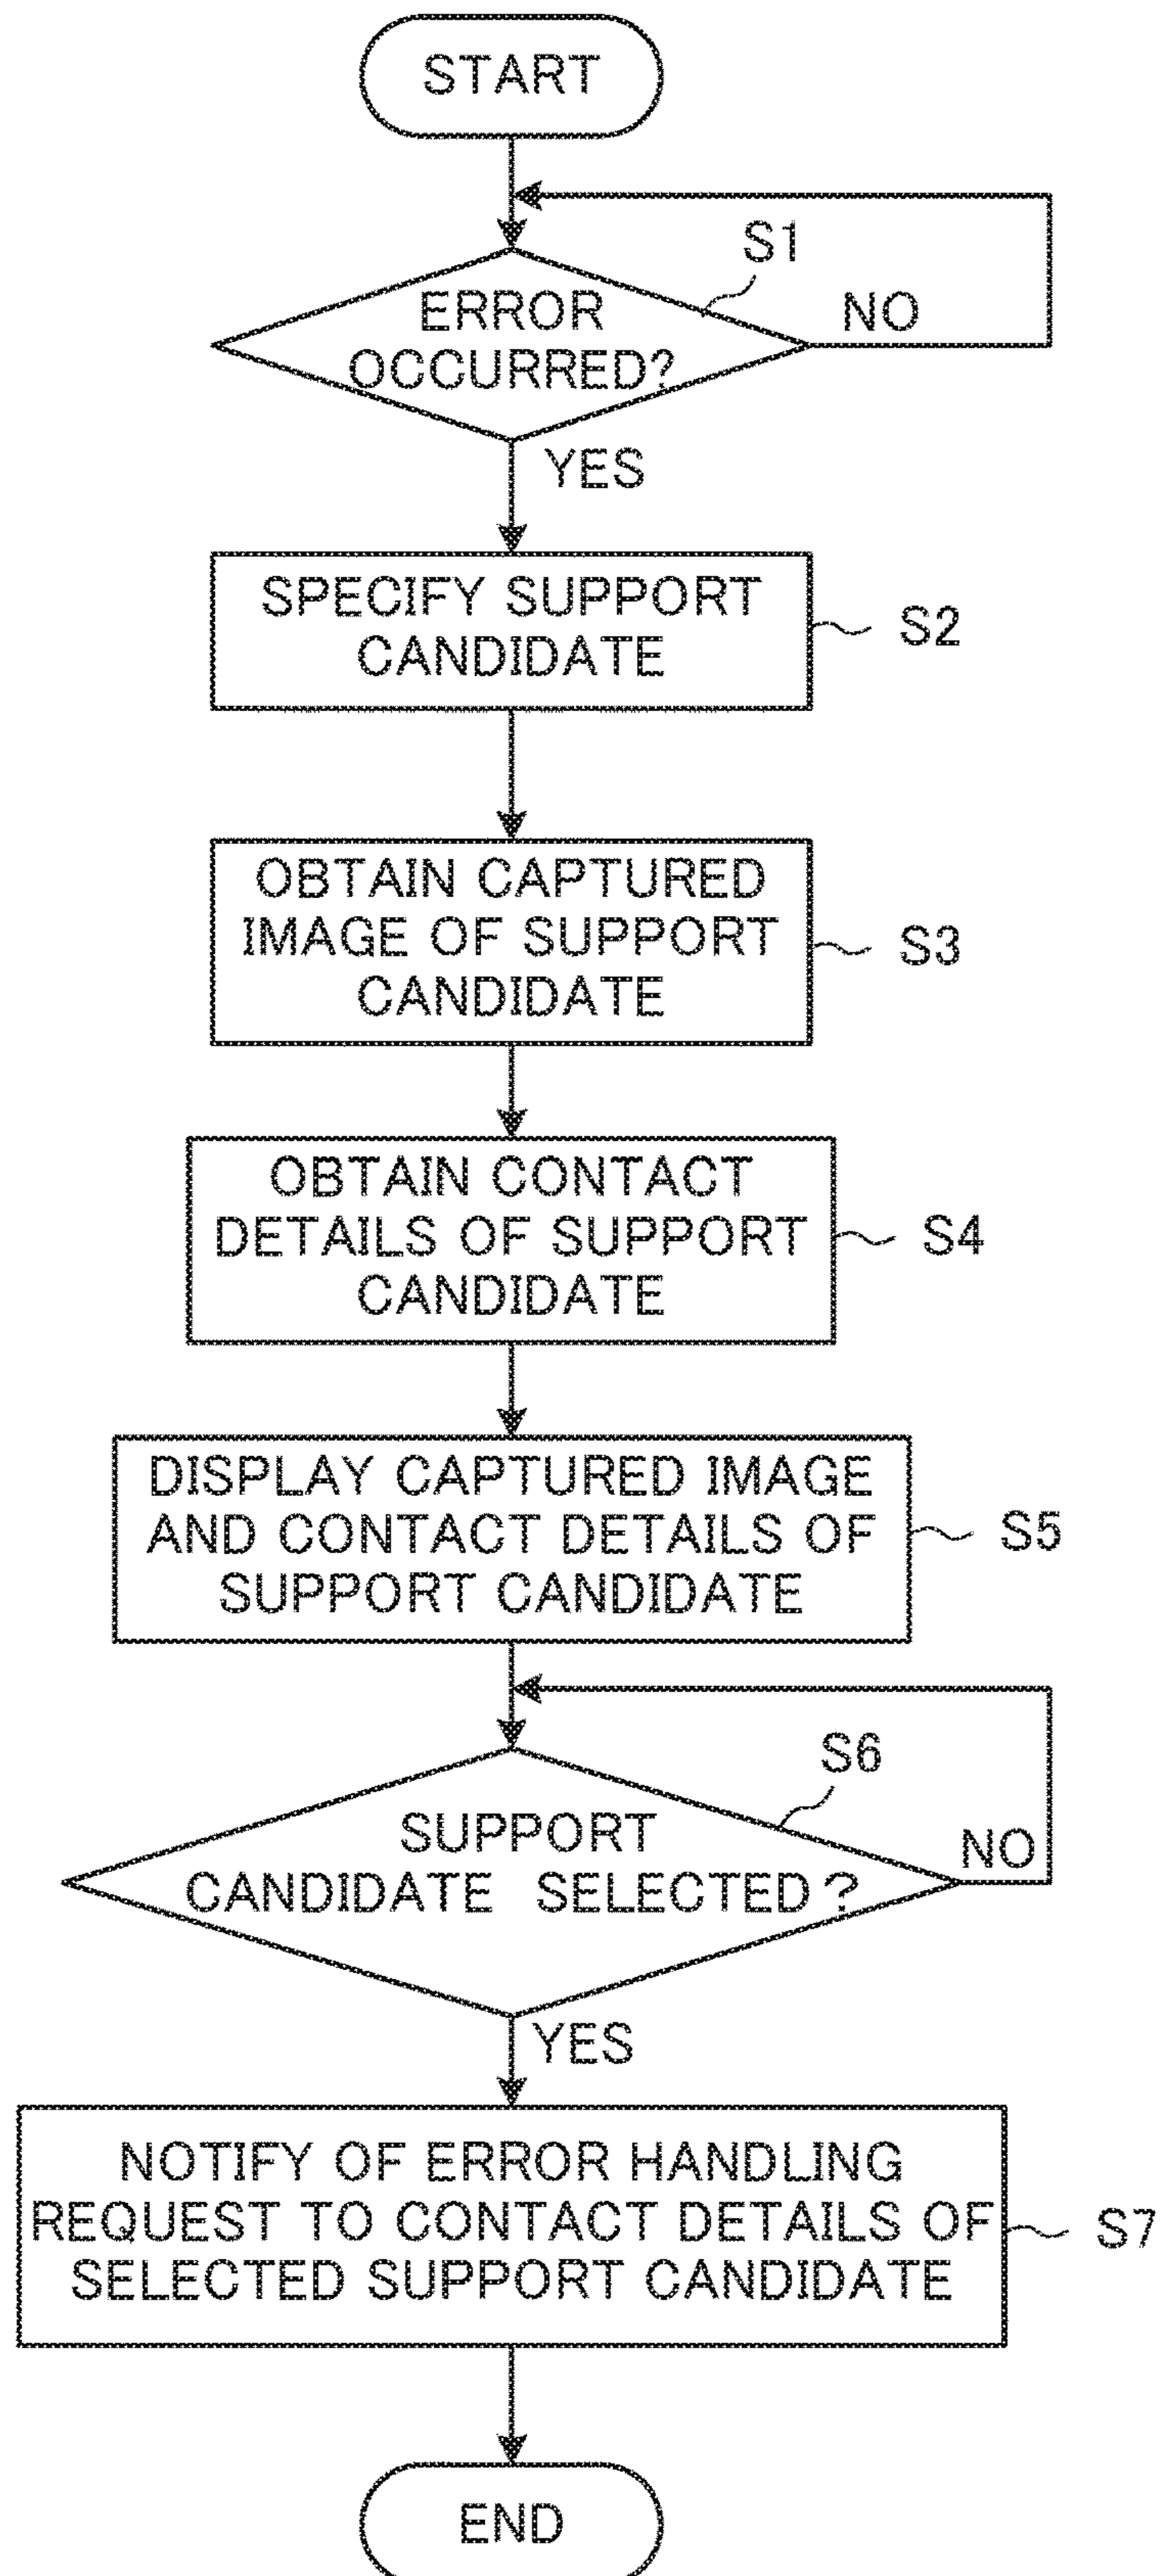 START
S1
ERROR
OCCURRED?
NO
YES
SPECIFY SUPPORT
CANDIDATE
S2
OBTAIN CAPTURED
IMAGE OF SUPPORT
CANDIDATE
S3
OBTAIN CONTACT
DETAILS OF SUPPORT
CANDIDATE
S4
DISPLAY CAPTURED IMAGE
AND CONTACT DETAILS OF
SUPPORT CANDIDATE
S5
S6
SUPPORT
CANDIDATE SELECTED?
NO
YES
NOTIFY OF ERROR HANDLING
REQUEST TO CONTACT DETAILS OF
SELECTED SUPPORT CANDIDATE
S7
END